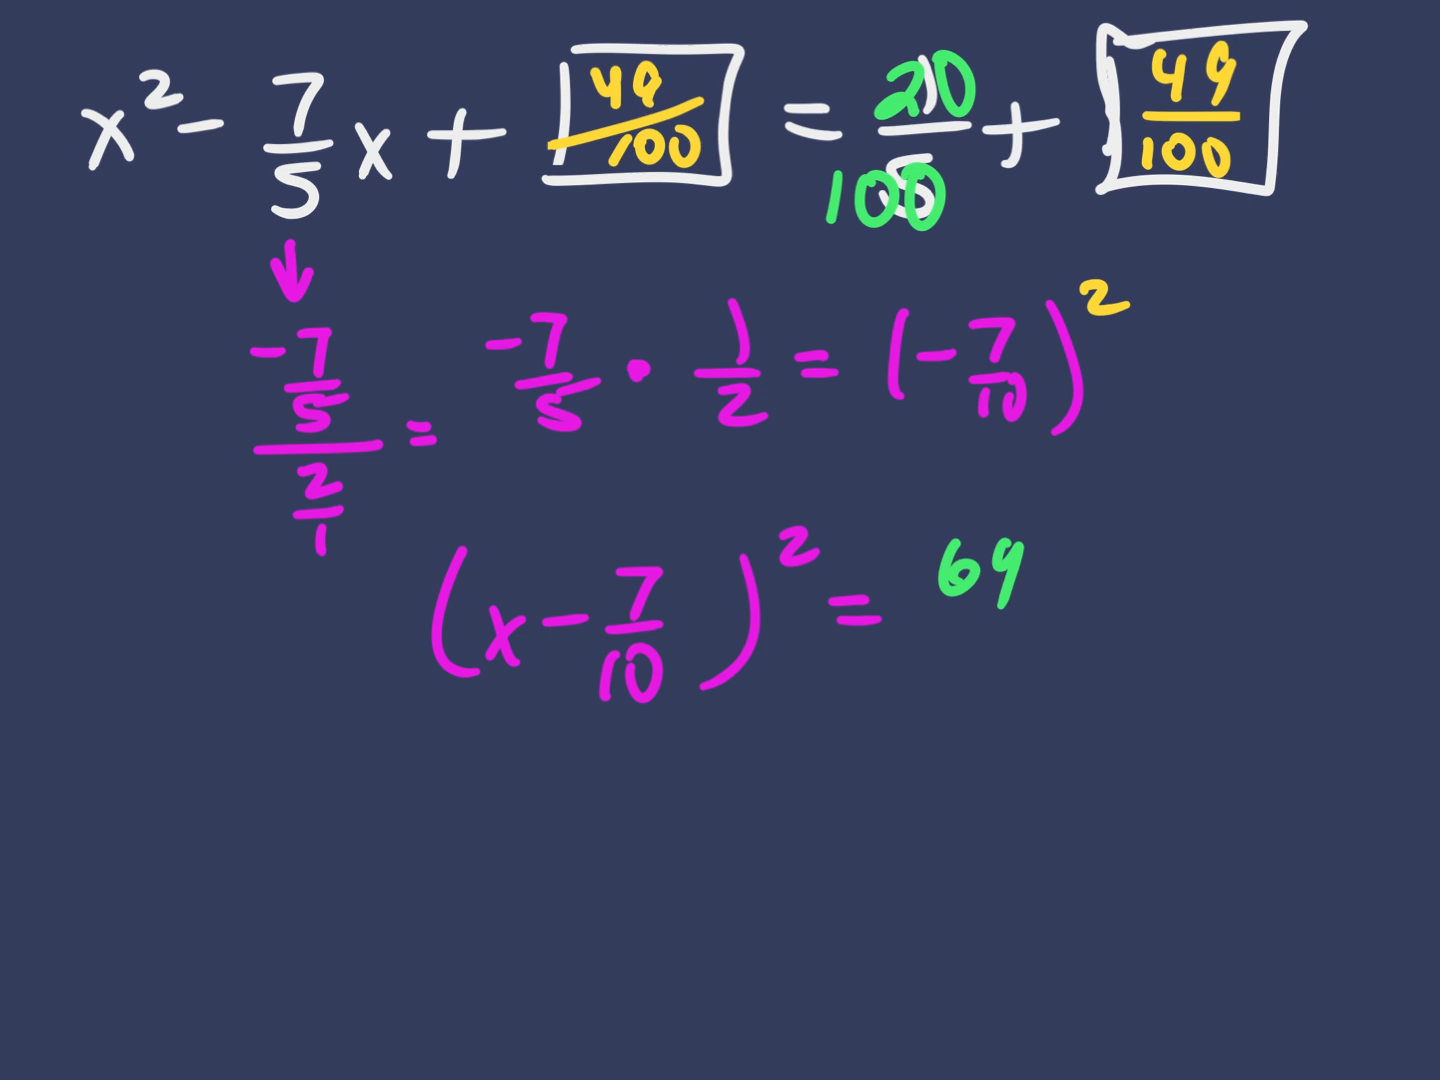 x² - 7/5 x + 49/100 = 20/100 + 49/100
(-7/5)/(2/1) = -7/5 · 1/2 = (-7/10)²
(x - 7/10)² = 69